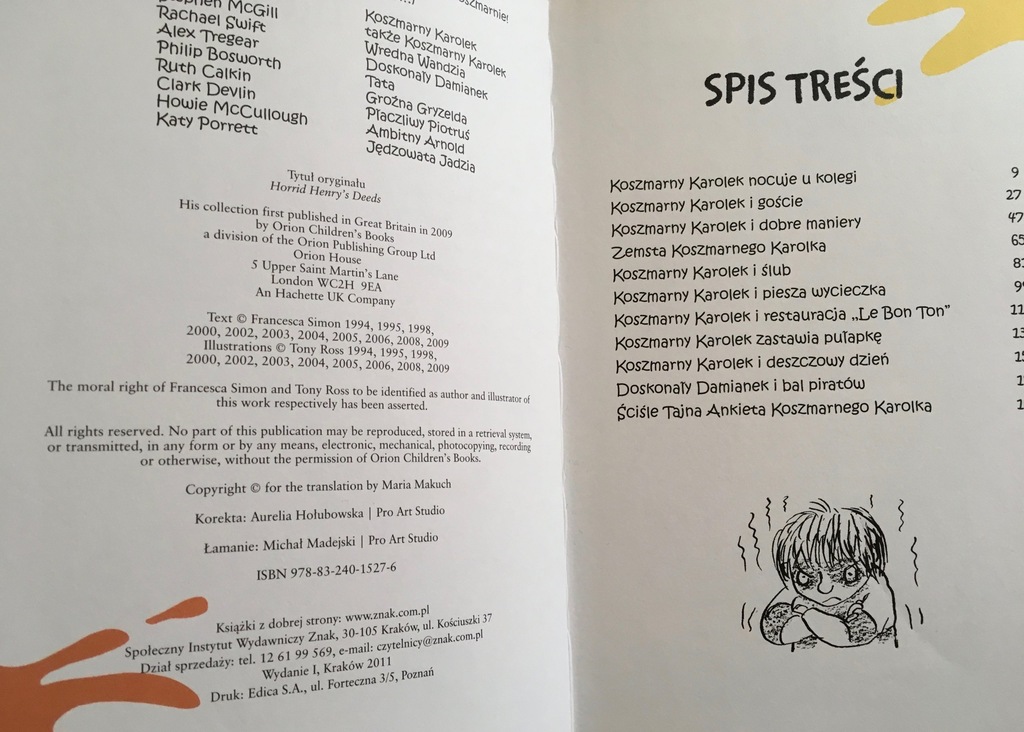 McGill
Rachael Swift
Alex Tregear
Philip Bosworth
Ruth Calkin
Clark Devlin
Howie McCullough
Katy Porrett
Koszmarny Karolek
także Koszmarny Karolek
Wredna Wandzia
Doskonały Damianek
Tata
Groźna Gryzelda
Płaczliwy Piotruś
Ambitny Arnold
Jędzowata Jadzia
Tytuł oryginału
Horrid Henry's Deeds
His collection first published in Great Britain in 2009
by Orion Children's Books
a division of the Orion Publishing Group Ltd
Orion House
5 Upper Saint Martin's Lane
London WC2H 9EA
An Hachette UK Company
Text © Francesca Simon 1994, 1995, 1998,
2000, 2002, 2003, 2004, 2005, 2006, 2008, 2009
Illustrations © Tony Ross 1994, 1995, 1998,
2000, 2002, 2003, 2004, 2005, 2006, 2008, 2009
The moral right of Francesca Simon and Tony Ross to be identified as author and illustrator of
this work respectively has been asserted.
All rights reserved. No part of this publication may be reproduced, stored in a retrieval system,
or transmitted, in any form or by any means, electronic, mechanical, photocopying, recording
or otherwise, without the permission of Orion Children's Books.
Copyright © for the translation by Maria Makuch
Korekta: Aurelia Hołubowska | Pro Art Studio
Łamanie: Michał Madejski | Pro Art Studio
ISBN 978-83-240-1527-6
Książki z dobrej strony: www.znak.com.pl
Społeczny Instytut Wydawniczy Znak, 30-105 Kraków, ul. Kościuszki 37
Dział sprzedaży: tel. 12 61 99 569, e-mail: czytelnicy@znak.com.pl
Wydanie I, Kraków 2011
Druk: Edica S.A., ul. Forteczna 3/5, Poznań
SPIS TREŚCI
Koszmarny Karolek nocuje u kolegi 9
Koszmarny Karolek i goście 27
Koszmarny Karolek i dobre maniery 47
Zemsta Koszmarnego Karolka 65
Koszmarny Karolek i ślub
Koszmarny Karolek i piesza wycieczka
Koszmarny Karolek i restauracja „Le Bon Ton”
Koszmarny Karolek zastawia pułapkę
Koszmarny Karolek i deszczowy dzień
Doskonały Damianek i bal piratów
Ściśle Tajna Ankieta Koszmarnego Karolka